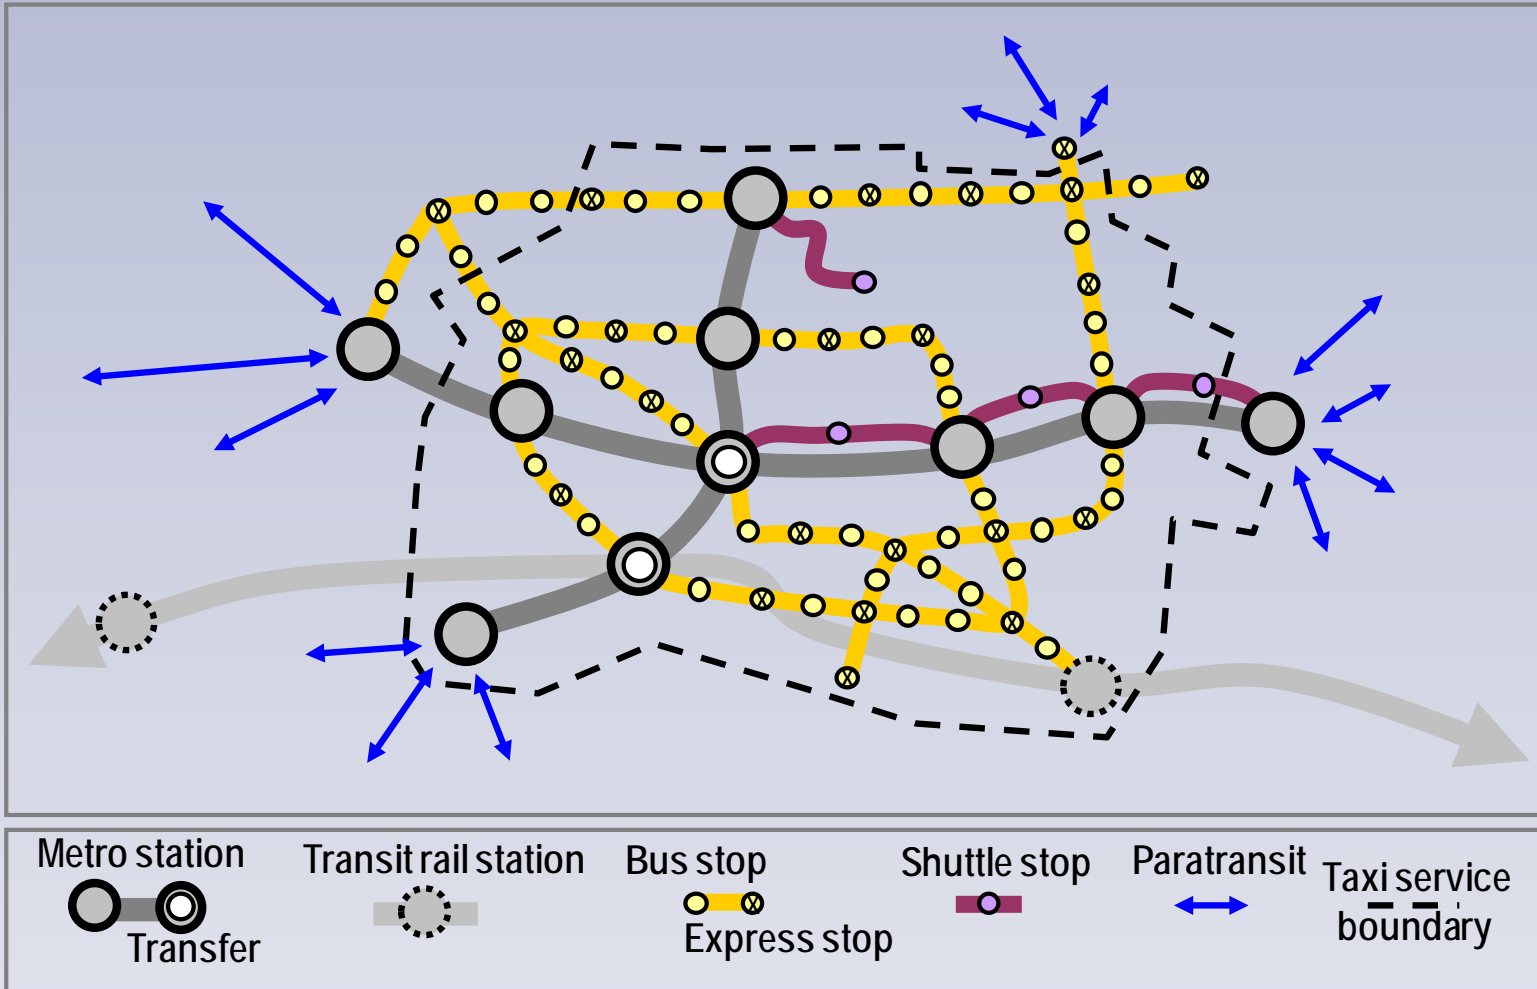 Metro station
Transfer
Transit rail station
Bus stop
Express stop
Shuttle stop
Paratransit
Taxi service
boundary